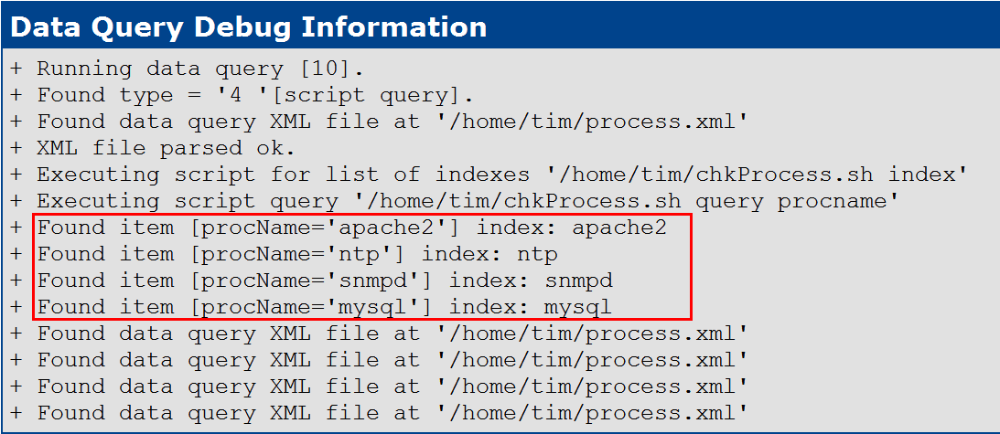 Data Query Debug Information
+ Running data query [10].
+ Found type = '4 '[script query].
+ Found data query XML file at '/home/tim/process.xml'
+ XML file parsed ok.
+ Executing script for list of indexes '/home/tim/chkProcess.sh index'
+ Executing script query '/home/tim/chkProcess.sh query procname'
+ Found item [procName='apache2'] index: apache2
+ Found item [procName='ntp'] index: ntp
+ Found item [procName='snmpd'] index: snmpd
+ Found item [procName='mysql'] index: mysql
+ Found data query XML file at '/home/tim/process.xml'
+ Found data query XML file at '/home/tim/process.xml'
+ Found data query XML file at '/home/tim/process.xml'
+ Found data query XML file at '/home/tim/process.xml'